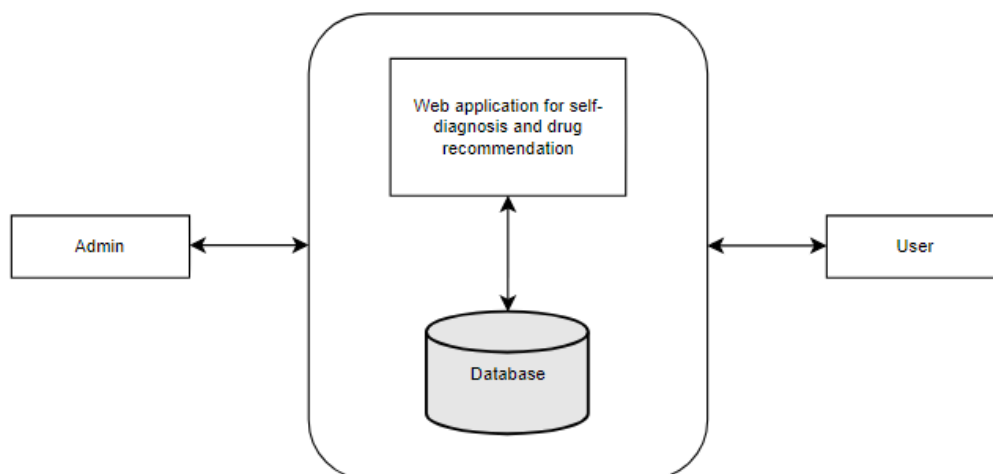 Web application for self-
diagnosis and drug
recommendation
Admin
User
Database